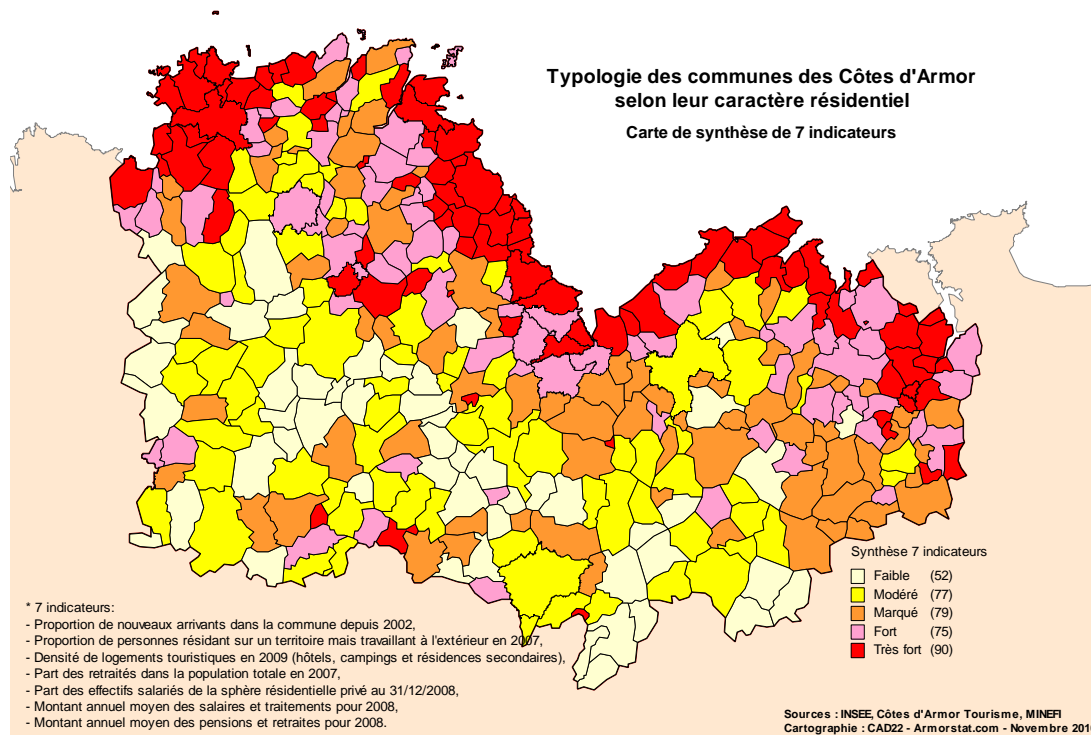 Typologie des communes des Côtes d'Armor
selon leur caractère résidentiel
Carte de synthèse de 7 indicateurs
Synthèse 7 indicateurs
Faible (52)
Modéré (77)
Marqué (79)
Fort (75)
Très fort (90)
* 7 indicateurs:
- Proportion de nouveaux arrivants dans la commune depuis 2002,
- Proportion de personnes résidant sur un territoire mais travaillant à l'extérieur en 2007,
- Densité de logements touristiques en 2009 (hôtels, campings et résidences secondaires),
- Part des retraités dans la population totale en 2007,
- Part des effectifs salariés de la sphère résidentielle privé au 31/12/2008,
- Montant annuel moyen des salaires et traitements pour 2008,
- Montant annuel moyen des pensions et retraites pour 2008.
Sources : INSEE, Côtes d'Armor Tourisme, MINEFI
Cartographie : CAD22 - Armorstat.com - Novembre